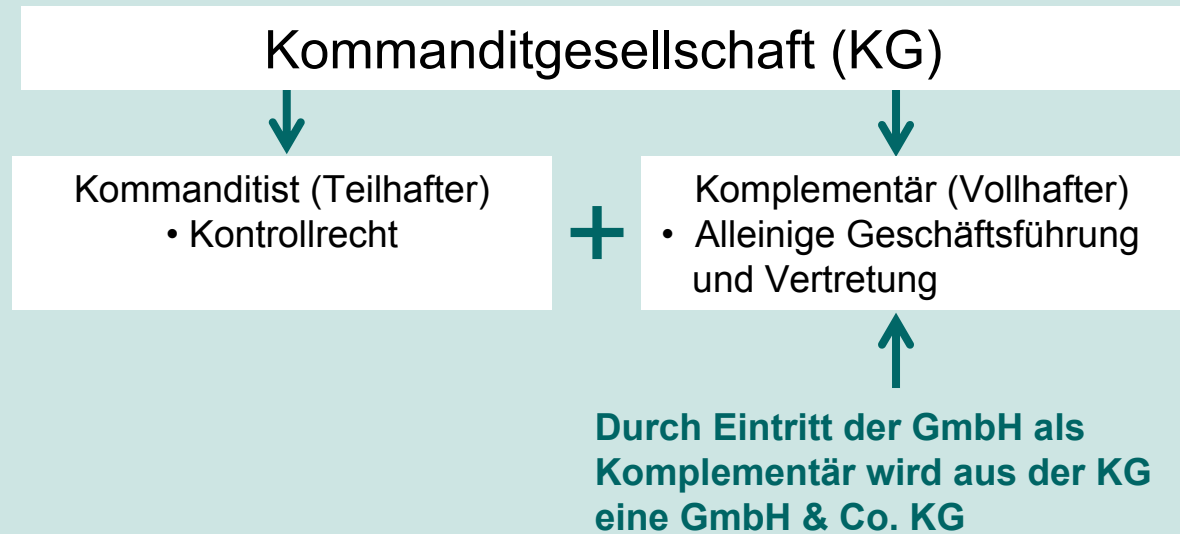 Kommanditgesellschaft (KG)
Kommanditist (Teilhafter)
• Kontrollrecht
+
Komplementär (Vollhafter)
• Alleinige Geschäftsführung
und Vertretung
Durch Eintritt der GmbH als
Komplementär wird aus der KG
eine GmbH & Co. KG